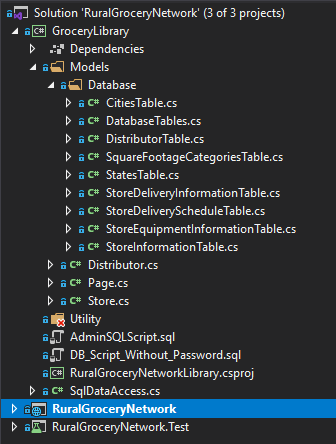 Solution 'RuralGroceryNetwork' (3 of 3 projects)
GroceryLibrary
Dependencies
Models
Database
CitiesTable.cs
DatabaseTables.cs
DistributorTable.cs
SquareFootageCategoriesTable.cs
StatesTable.cs
StoreDeliveryInformationTable.cs
StoreDeliveryScheduleTable.cs
StoreEquipmentInformationTable.cs
StoreInformationTable.cs
Distributor.cs
Page.cs
Store.cs
Utility
AdminSQLScript.sql
DB_Script_Without_Password.sql
RuralGroceryNetworkLibrary.csproj
SqlDataAccess.cs
RuralGroceryNetwork
RuralGroceryNetwork.Test